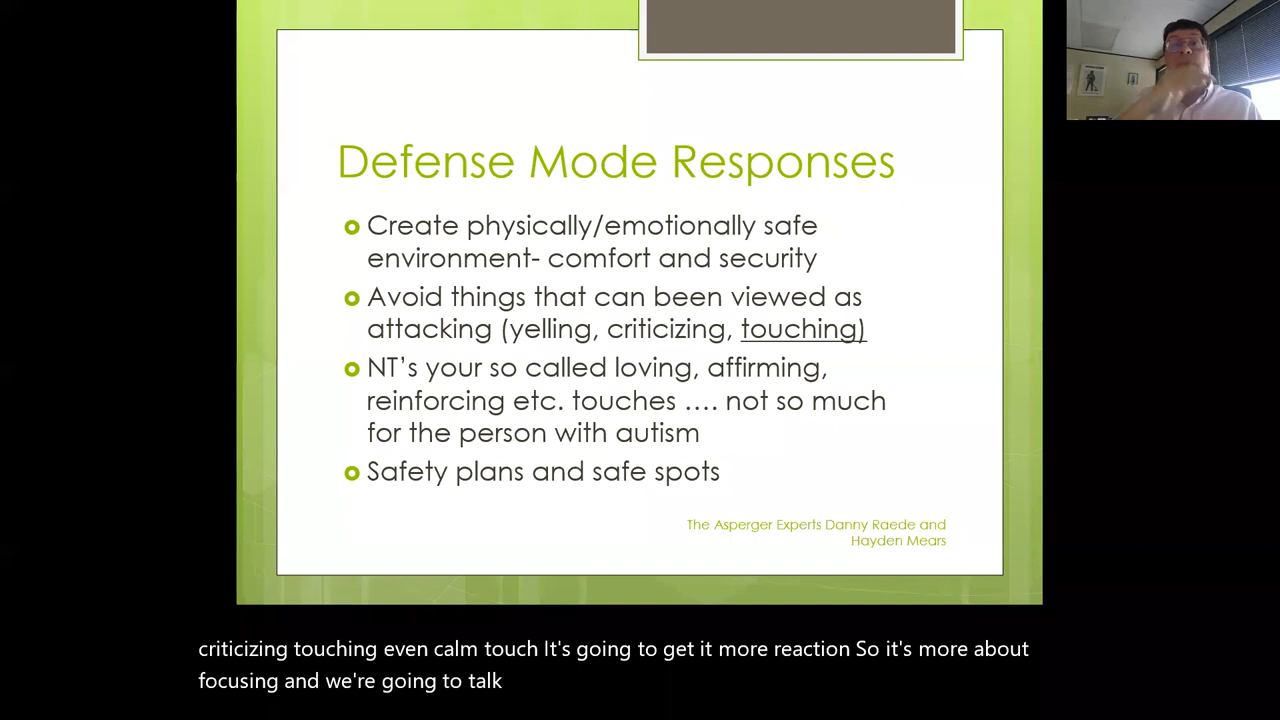 Defense Mode Responses
Create physically/emotionally safe
environment- comfort and security
Avoid things that can been viewed as
attacking (yelling, criticizing, touching)
NT’s your so called loving, affirming,
reinforcing etc. touches …. not so much
for the person with autism
Safety plans and safe spots
The Asperger Experts Danny Raede and
Hayden Mears
criticizing touching even calm touch It's going to get it more reaction So it's more about
focusing and we're going to talk